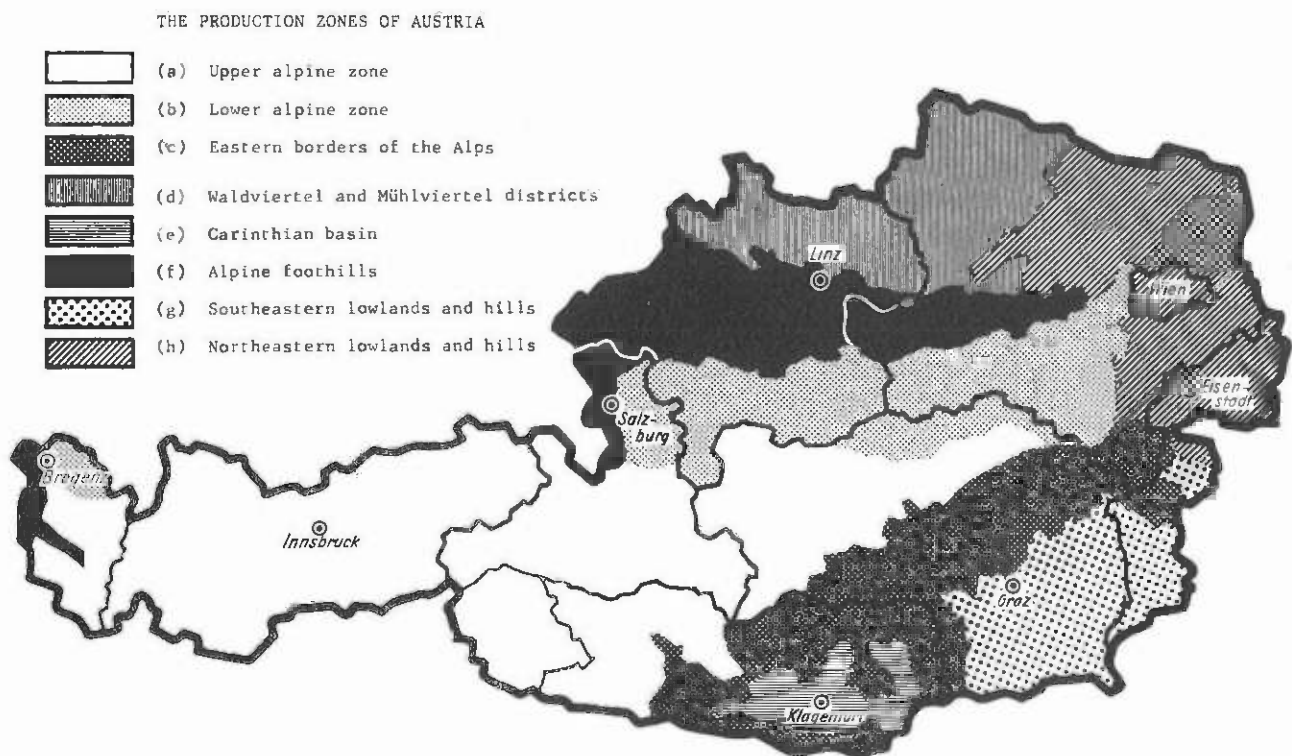 THE PRODUCTION ZONES OF AUSTRIA
(a) Upper alpine zone
(b) Lower alpine zone
(c) Eastern borders of the Alps
(d) Waldviertel and Mühlviertel districts
(e) Carinthian basin
(f) Alpine foothills
(g) Southeastern lowlands and hills
(h) Northeastern lowlands and hills
Linz
Wien
Eisen-
stadt
Salz-
burg
Bregenz
Innsbruck
Graz
Klagenfurt